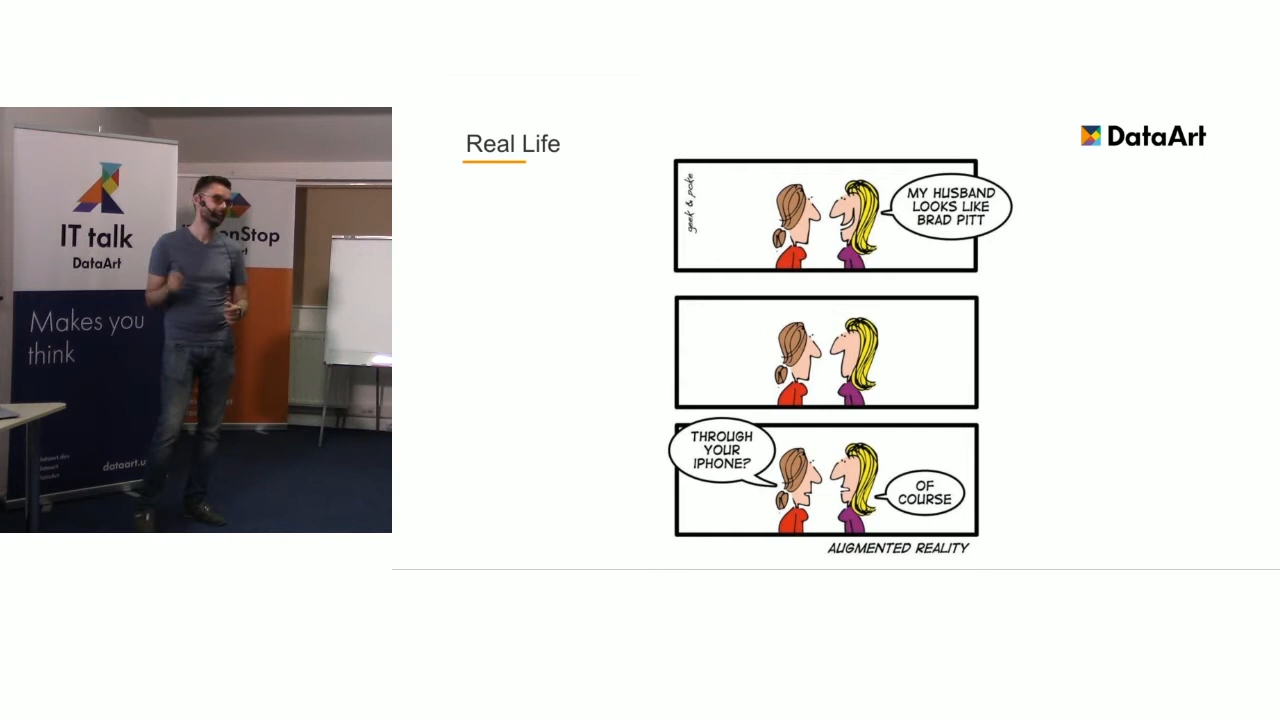 IT talk
DataArt
Makes you
think
nStop
Real Life
DataArt
geek & poke
MY HUSBAND
LOOKS LIKE
BRAD PITT
THROUGH
YOUR
IPHONE?
OF
COURSE
AUGMENTED REALITY